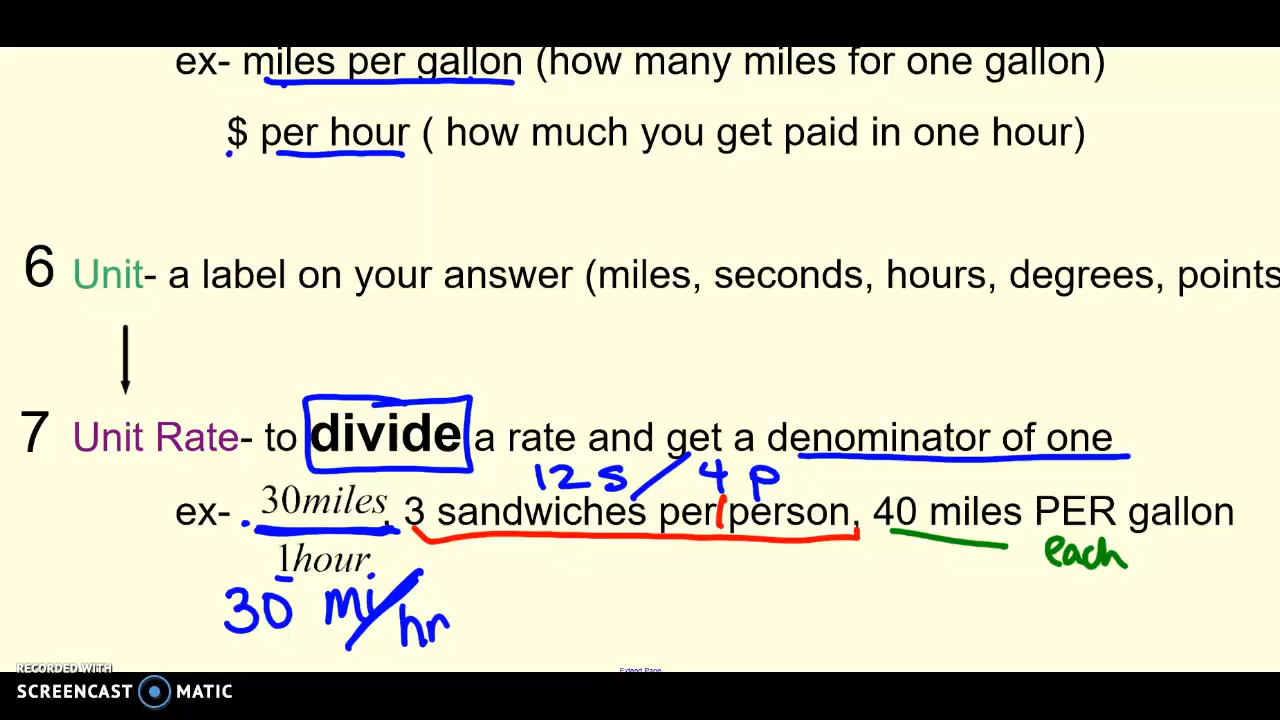 ex- miles per gallon (how many miles for one gallon)
$ per hour ( how much you get paid in one hour)
6 Unit- a label on your answer (miles, seconds, hours, degrees, points
7 Unit Rate- to divide a rate and get a denominator of one
12 s / 4 p
ex- 30miles, 3 sandwiches per person, 40 miles PER gallon
1hour
each
30 mi/hr
Extend Page
RECORDED WITH
SCREENCAST MATIC